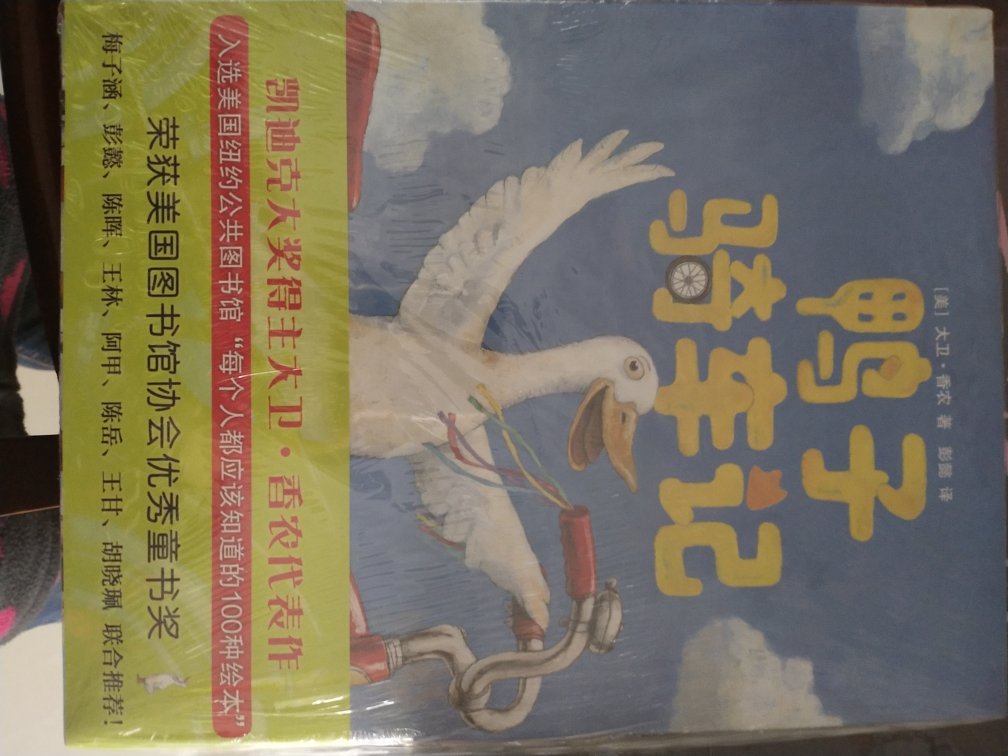 [美] 大卫·香农 著 彭懿 译
鸭子
骑车记
凯迪克大奖得主大卫·香农代表作
入选美国纽约公共图书馆“每个人都应该知道的100种绘本”
荣获美国图书馆协会优秀童书奖
梅子涵、彭懿、陈晖、王林、阿甲、陈岳、王甘、胡晓珮 联合推荐!